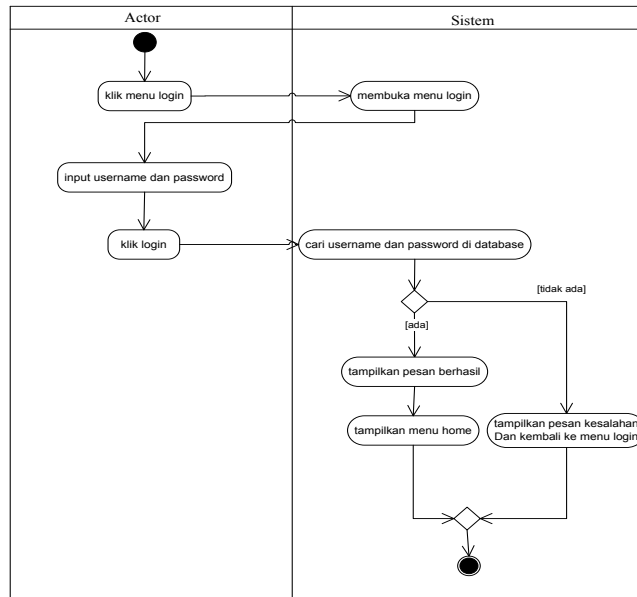 Actor
Sistem
klik menu login
membuka menu login
input username dan password
klik login
cari username dan password di database
[tidak ada]
[ada]
tampilkan pesan berhasil
tampilkan menu home
tampilkan pesan kesalahan
Dan kembali ke menu login